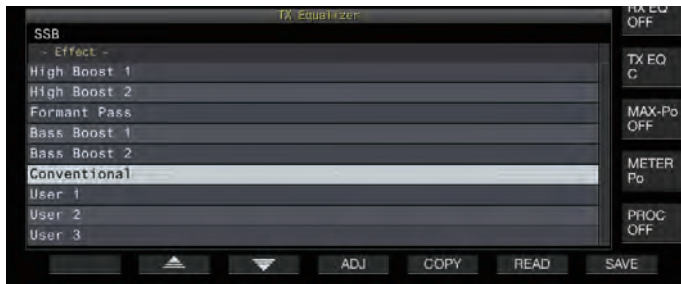 TX Equalizer
SSB
- Effect -
High Boost 1
High Boost 2
Formant Pass
Bass Boost 1
Bass Boost 2
Conventional
User 1
User 2
User 3
RX EQ
OFF
TX EQ
C
MAX-Po
OFF
METER
Po
PROC
OFF
ADJ
COPY
READ
SAVE